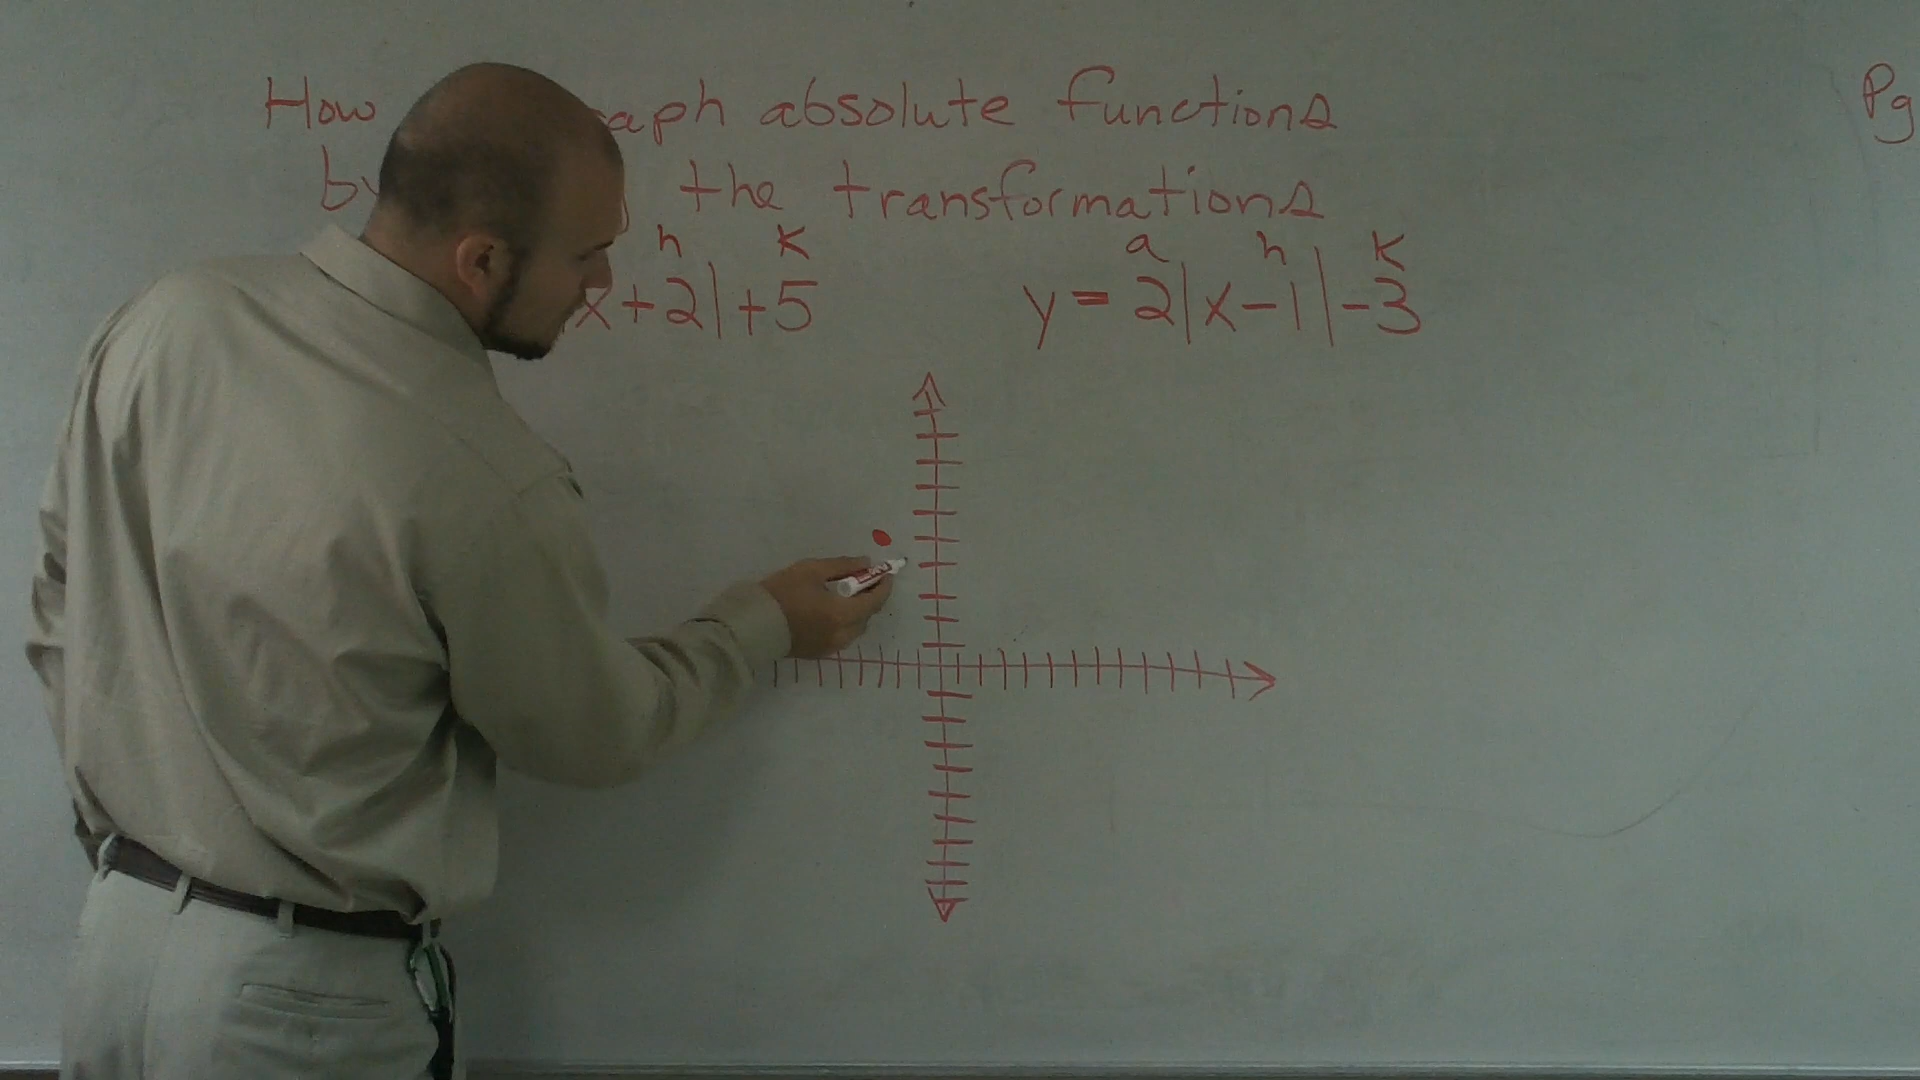 How aph absolute functions Pg
by the transformations
h k a h k
x+2|+5 y = 2|x-1|-3